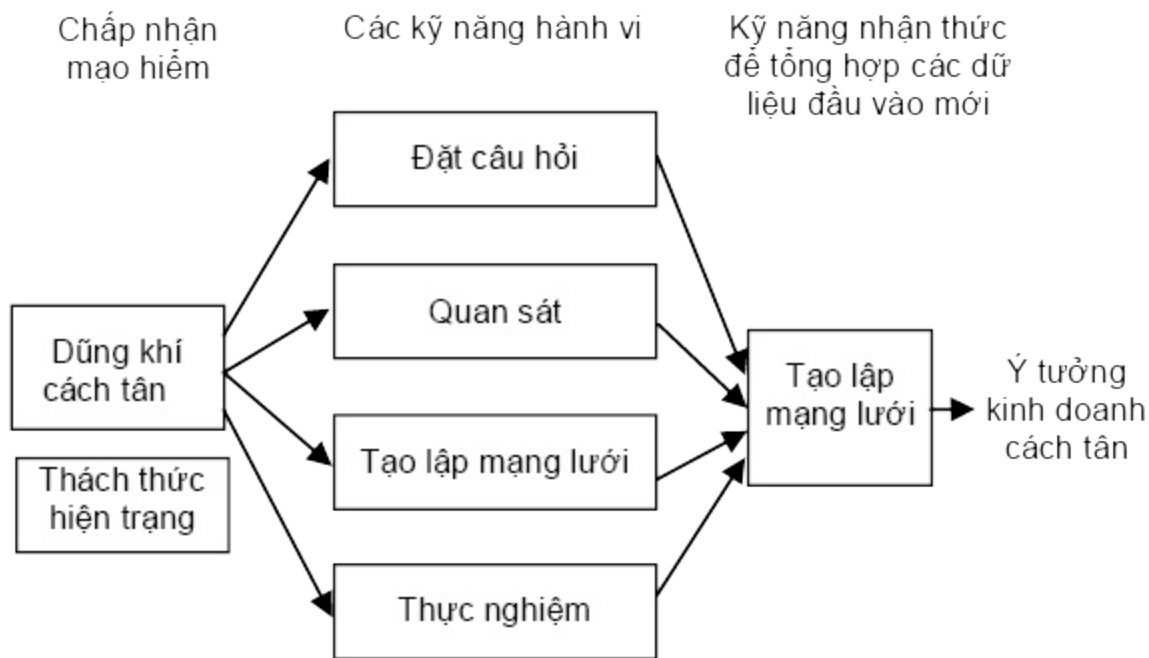 Chấp nhận
mạo hiểm
Các kỹ năng hành vi
Kỹ năng nhận thức
để tổng hợp các dữ
liệu đầu vào mới
Đặt câu hỏi
Quan sát
Dũng khí
cách tân
Tạo lập
mạng lưới
Ý tưởng
kinh doanh
cách tân
Tạo lập mạng lưới
Thách thức
hiện trạng
Thực nghiệm